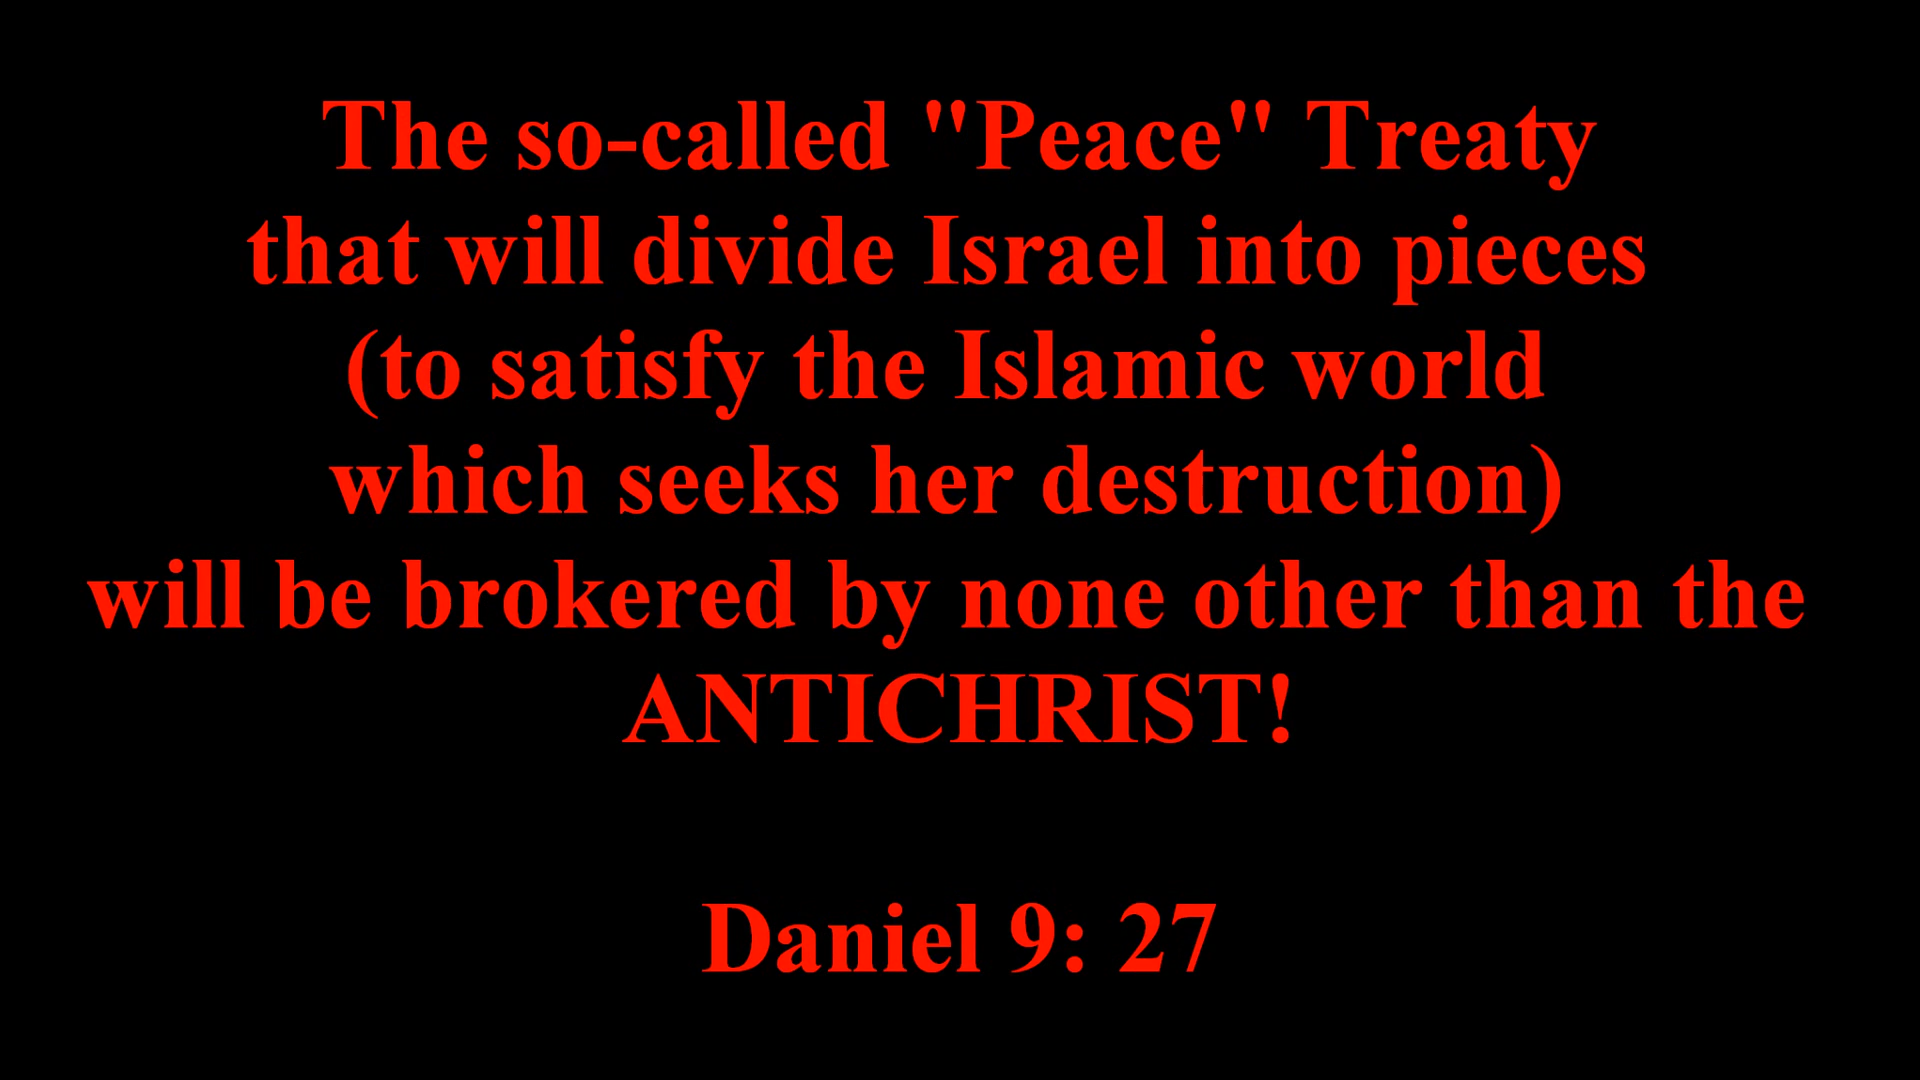 The so-called "Peace" Treaty
that will divide Israel into pieces
(to satisfy the Islamic world
which seeks her destruction)
will be brokered by none other than the
ANTICHRIST!
Daniel 9: 27